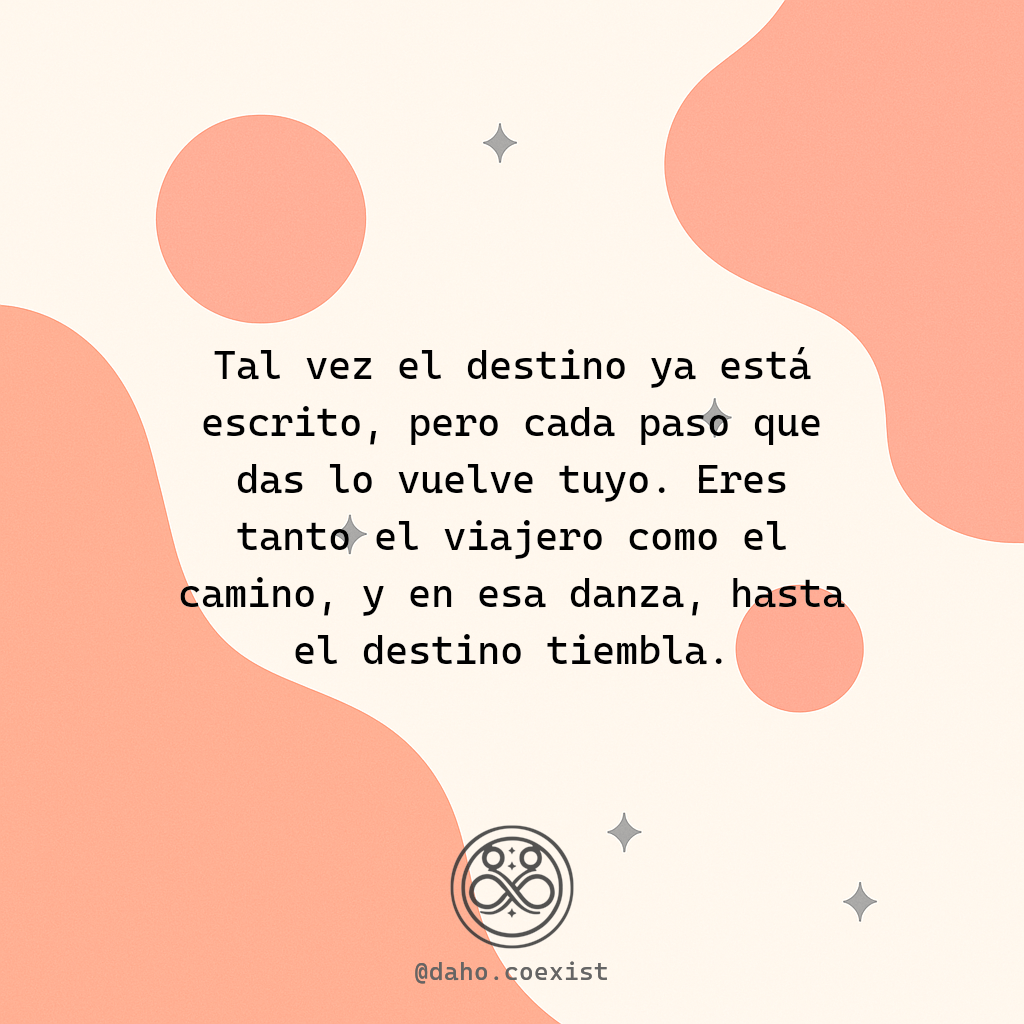 Tal vez el destino ya está
escrito, pero cada paso que
das lo vuelve tuyo. Eres
tanto el viajero como el
camino, y en esa danza, hasta
el destino tiembla.
@daho.coexist